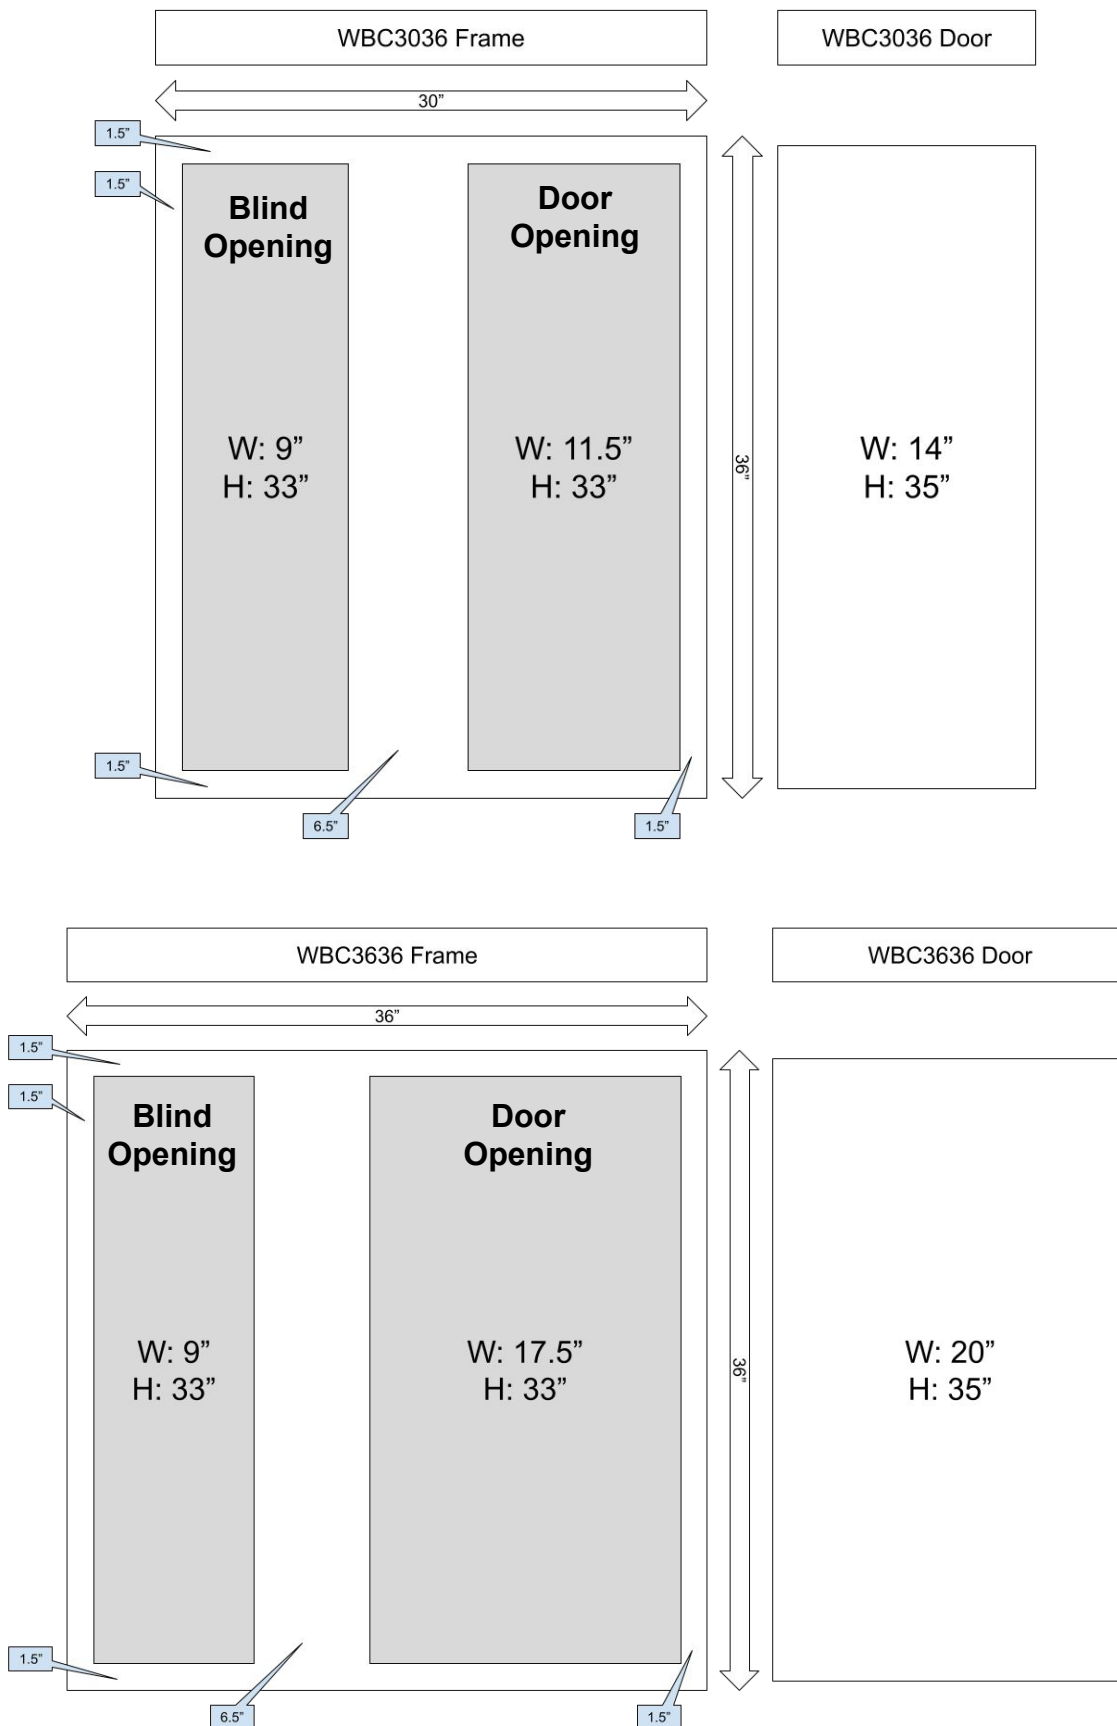 WBC3036 Frame
WBC3036 Door
30”
1.5”
1.5”
Blind
Opening
Door
Opening
W: 9”
H: 33”
W: 11.5”
H: 33”
36”
W: 14”
H: 35”
1.5”
6.5”
1.5”
WBC3636 Frame
WBC3636 Door
36”
1.5”
1.5”
Blind
Opening
Door
Opening
W: 9”
H: 33”
W: 17.5”
H: 33”
36”
W: 20”
H: 35”
1.5”
6.5”
1.5”